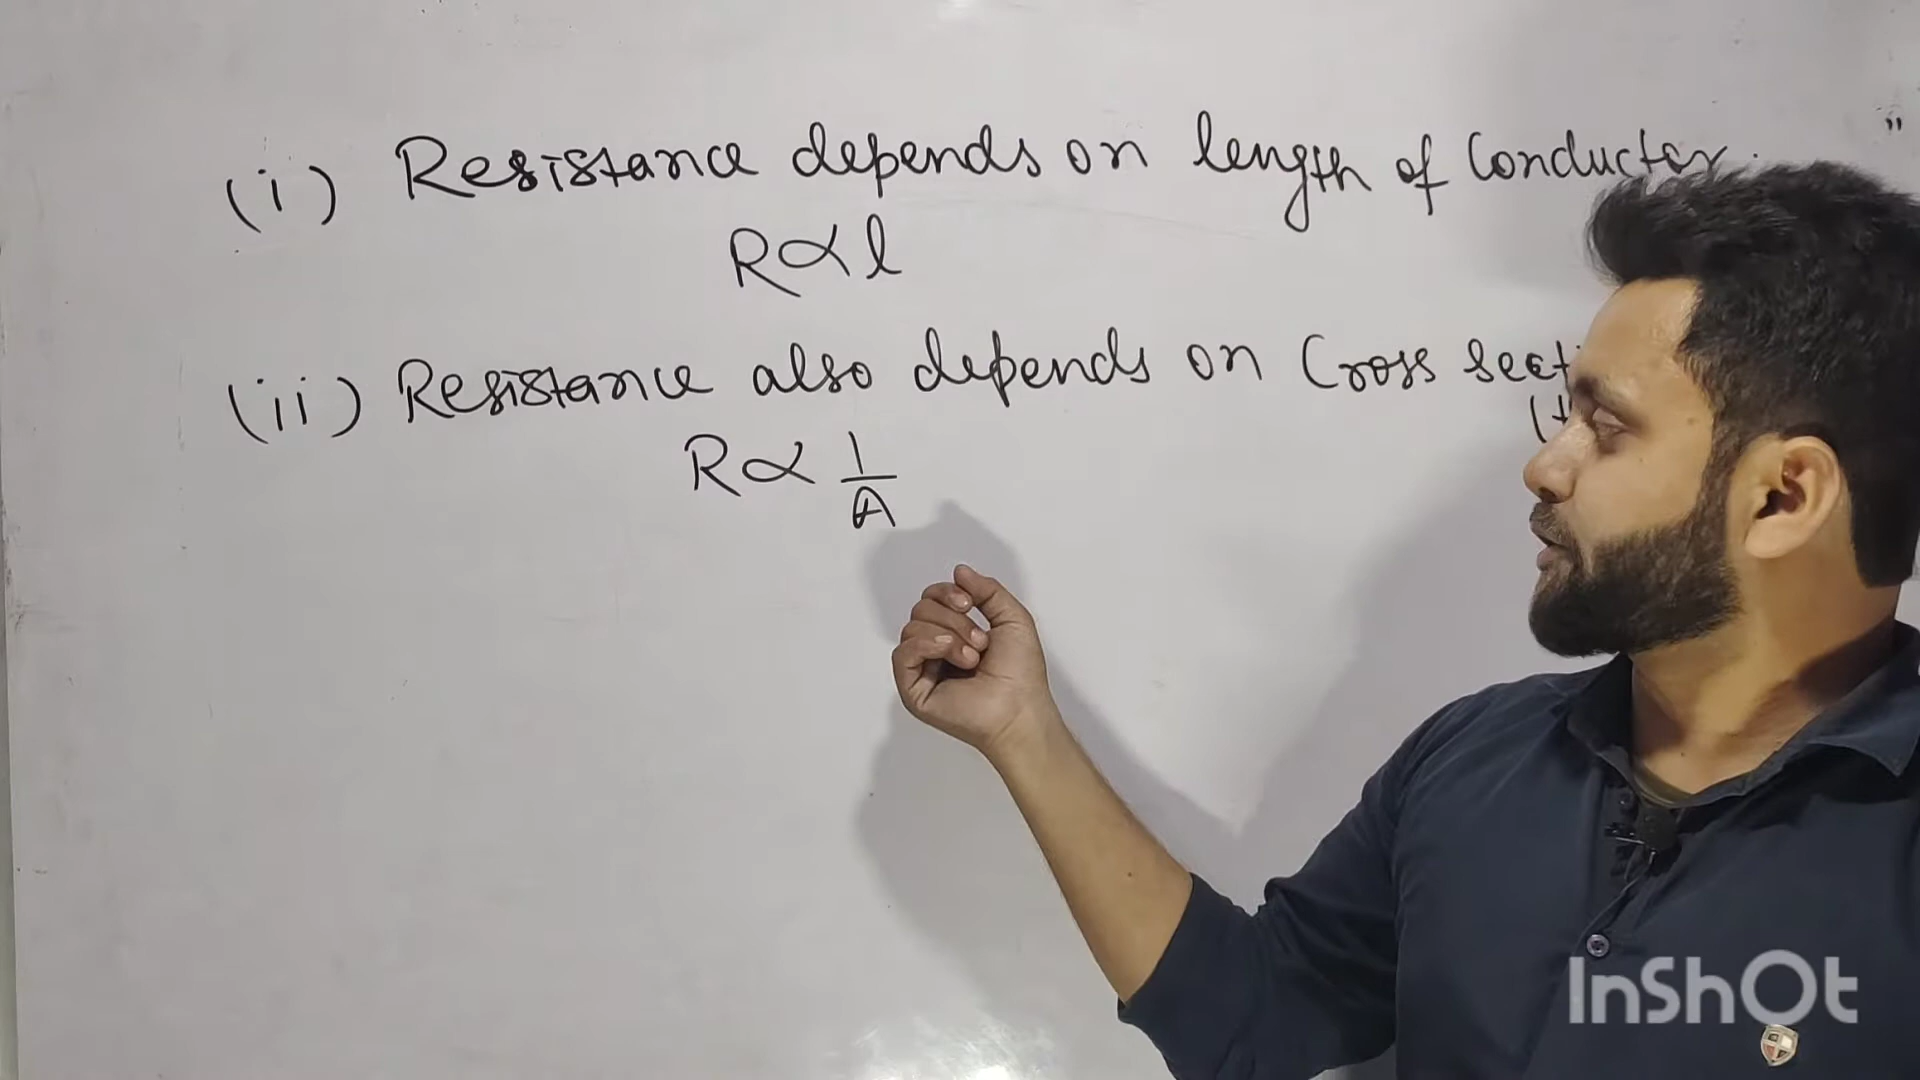 (i) Resistance depends on length of Conductor.
R ∝ l
(ii) Resistance also depends on Cross
R ∝ 1/A
InShOt